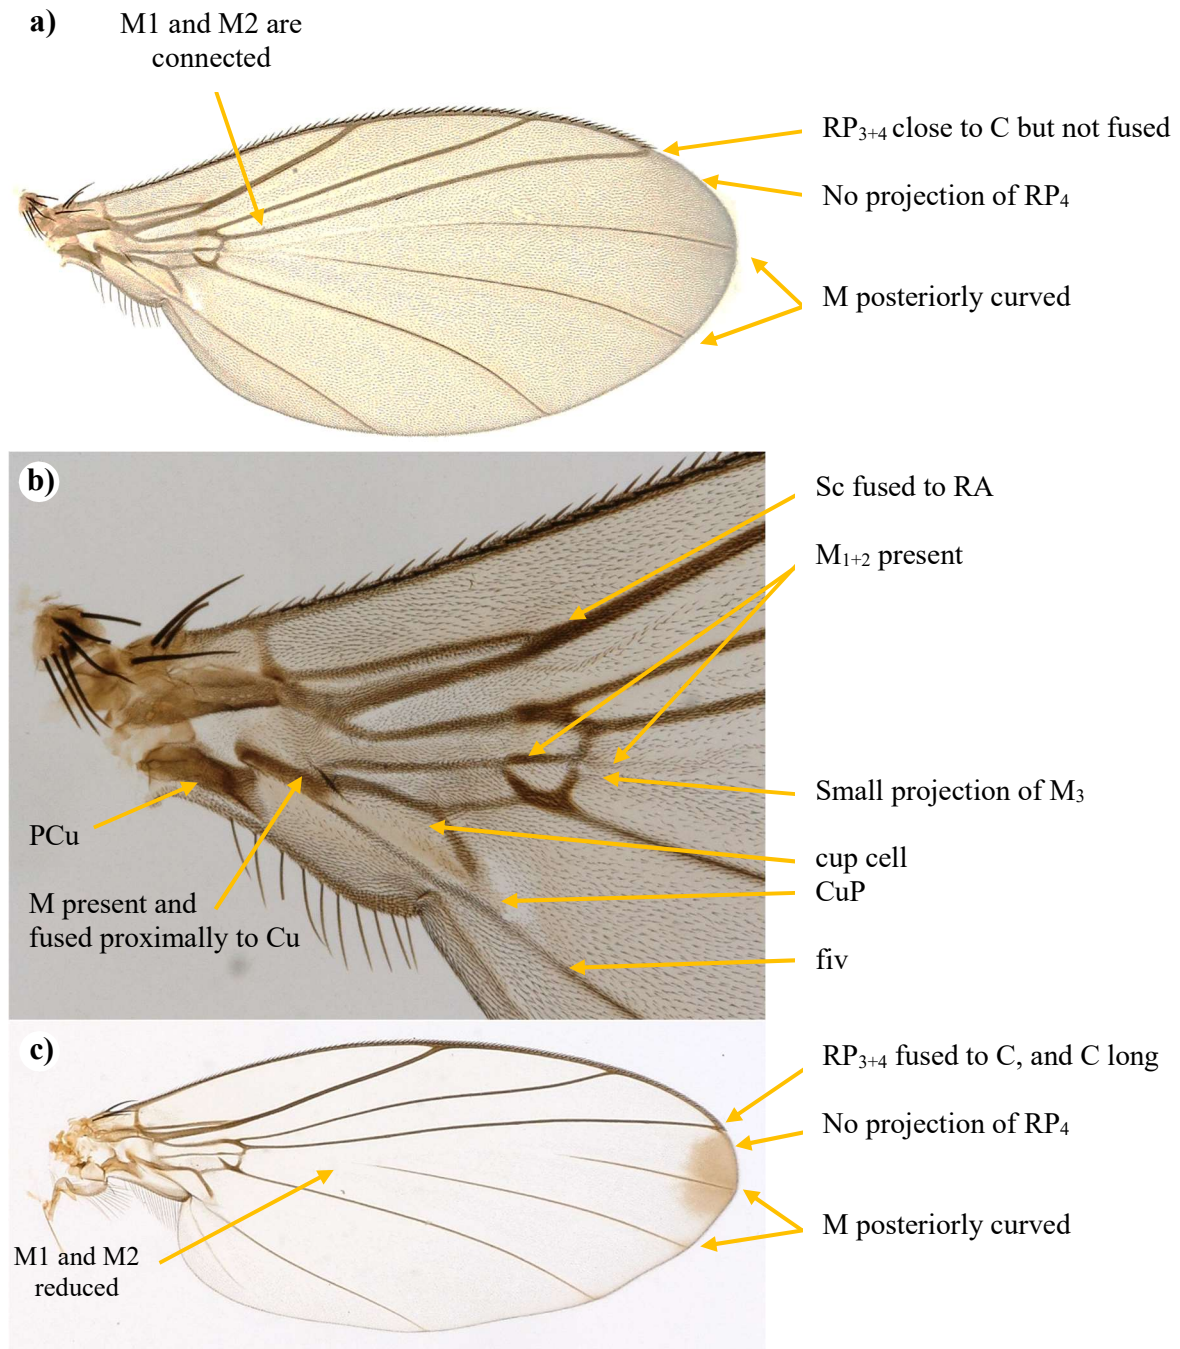 a)
M1 and M2 are
connected
RP₃₊₄ close to C but not fused
No projection of RP₄
M posteriorly curved
b)
Sc fused to RA
M₁₊₂ present
Small projection of M₃
PCu
cup cell
CuP
M present and
fused proximally to Cu
fiv
c)
RP₃₊₄ fused to C, and C long
No projection of RP₄
M posteriorly curved
M1 and M2
reduced